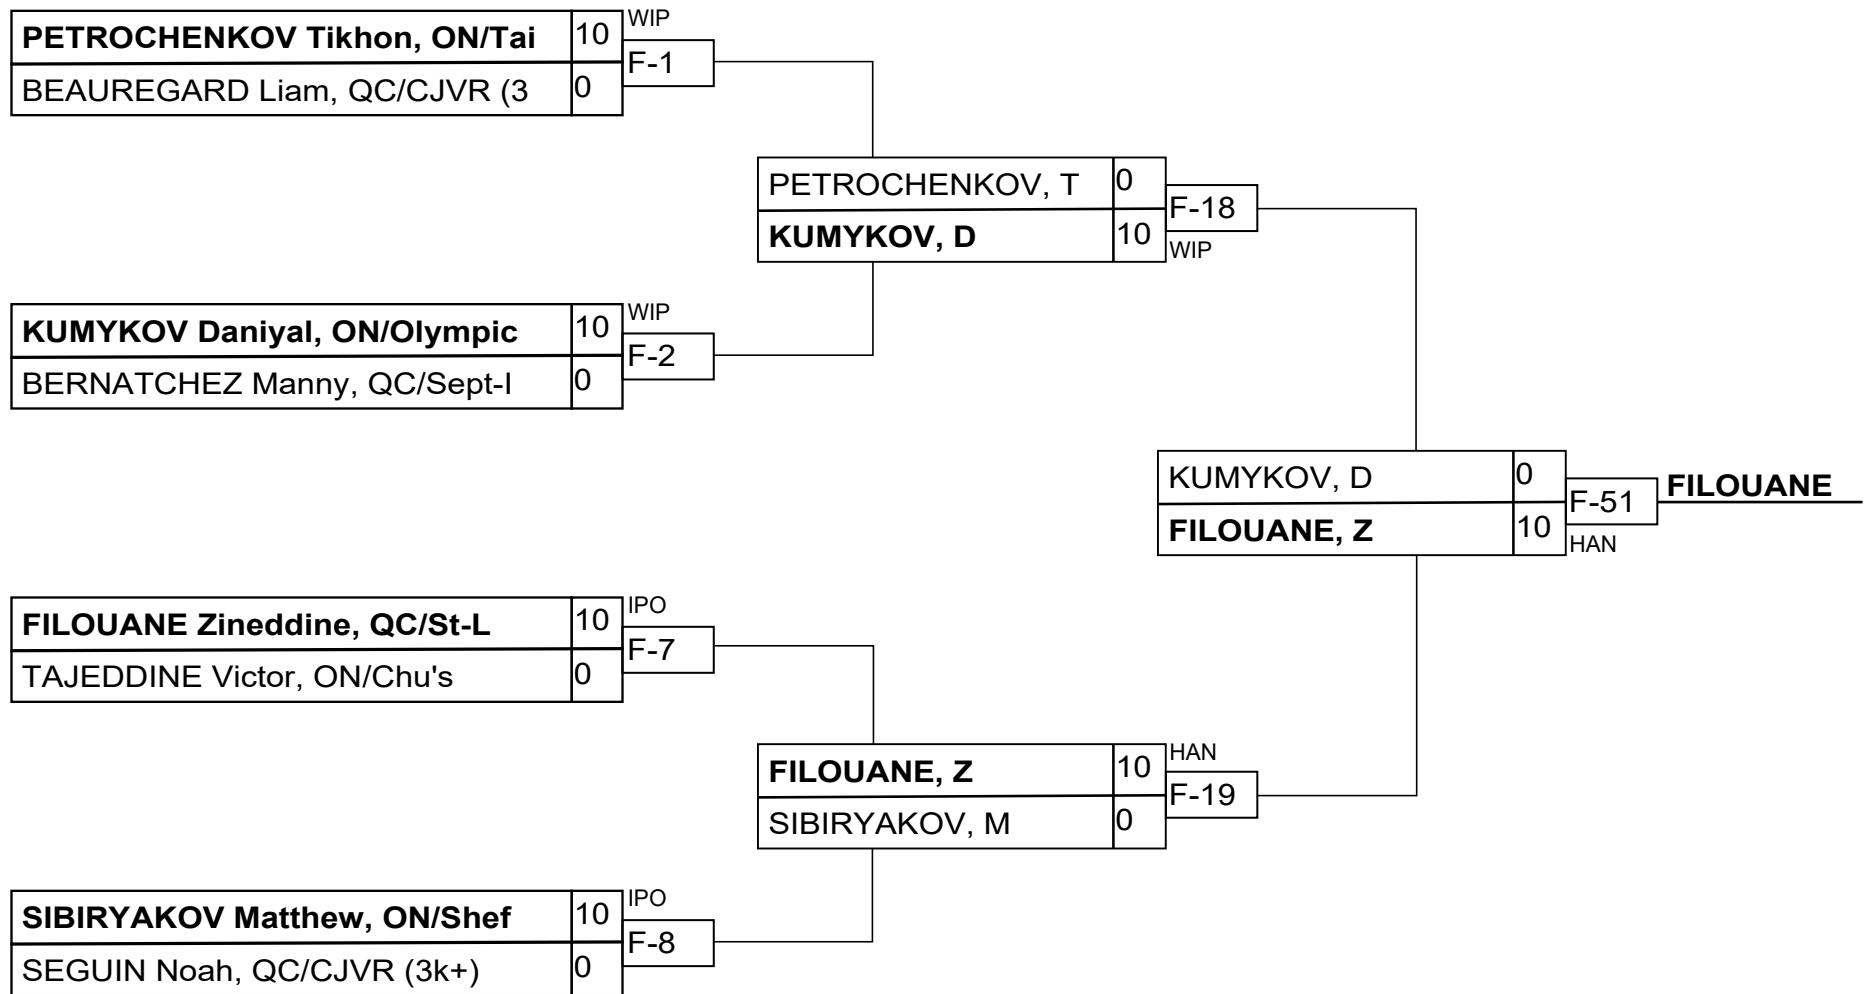 PETROCHENKOV Tikhon, ON/Tai 10 WIP
F-1
BEAUREGARD Liam, QC/CJVR (3 0
PETROCHENKOV, T 0
F-18
KUMYKOV, D 10 WIP
KUMYKOV Daniyal, ON/Olympic 10 WIP
F-2
BERNATCHEZ Manny, QC/Sept-I 0
KUMYKOV, D 0
F-51 FILOUANE
FILOUANE, Z 10 HAN
FILOUANE Zineddine, QC/St-L 10 IPO
F-7
TAJEDDINE Victor, ON/Chu's 0
FILOUANE, Z 10 HAN
F-19
SIBIRYAKOV, M 0
SIBIRYAKOV Matthew, ON/Shef 10 IPO
F-8
SEGUIN Noah, QC/CJVR (3k+) 0